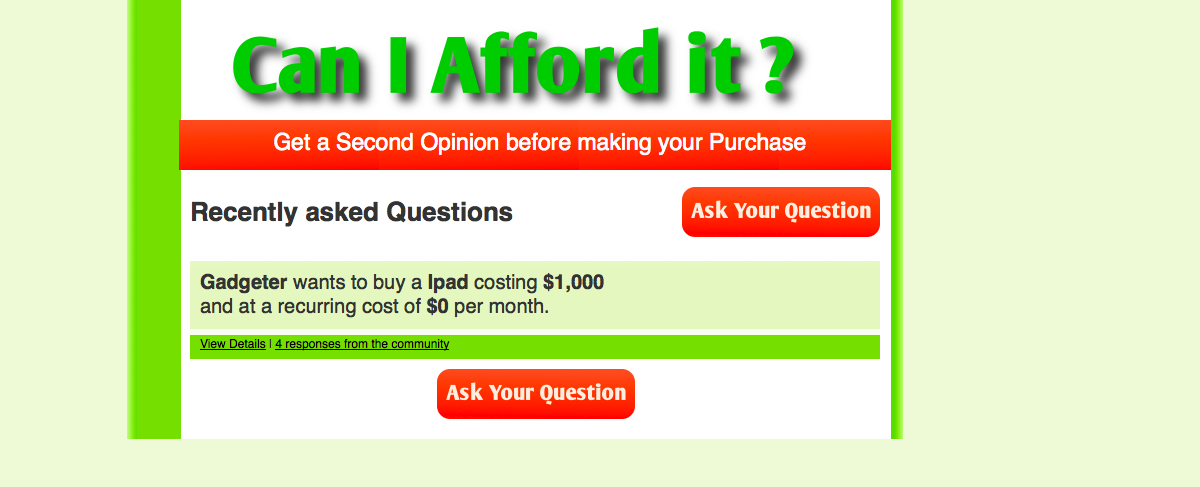 Can I Afford it ?
Get a Second Opinion before making your Purchase
Recently asked Questions
Ask Your Question
Gadgeter wants to buy a Ipad costing $1,000
and at a recurring cost of $0 per month.
View Details | 4 responses from the community
Ask Your Question